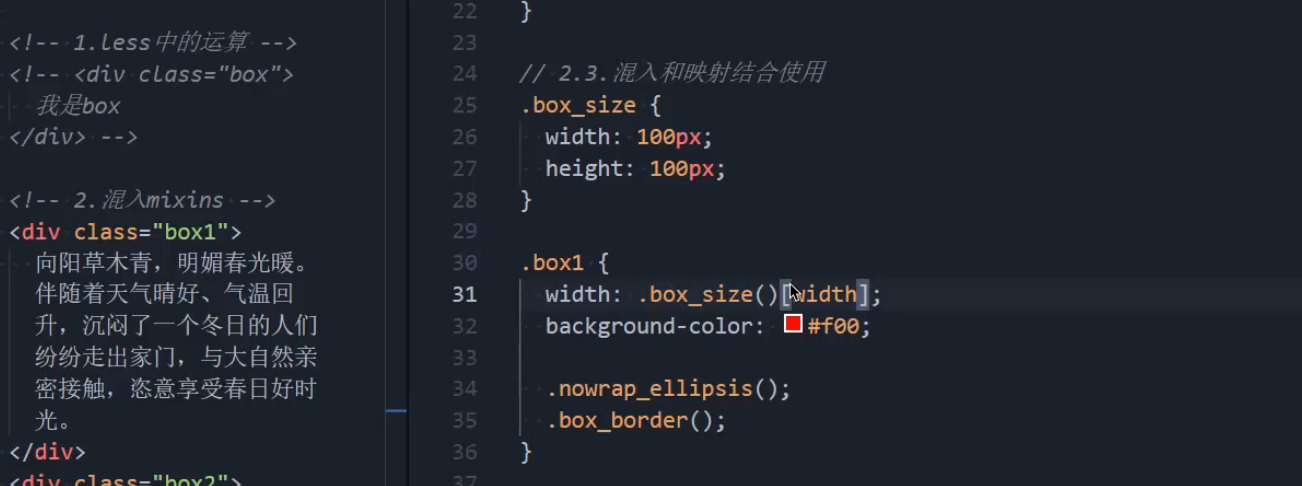 <!-- 1.less中的运算 -->
<!-- <div class="box">
我是box
</div> -->
<!-- 2.混入mixins -->
<div class="box1">
向阳草木青，明媚春光暖。
伴随着天气晴好、气温回
升，沉闷了一个冬日的人们
纷纷走出家门，与大自然亲
密接触，恣意享受春日好时
光。
</div>
<div class="box2">
22 }
23
24 // 2.3.混入和映射结合使用
25 .box_size {
26 width: 100px;
27 height: 100px;
28 }
29
30 .box1 {
31 width: .box_size()[width];
32 background-color: #f00;
33
34 .nowrap_ellipsis();
35 .box_border();
36 }
37